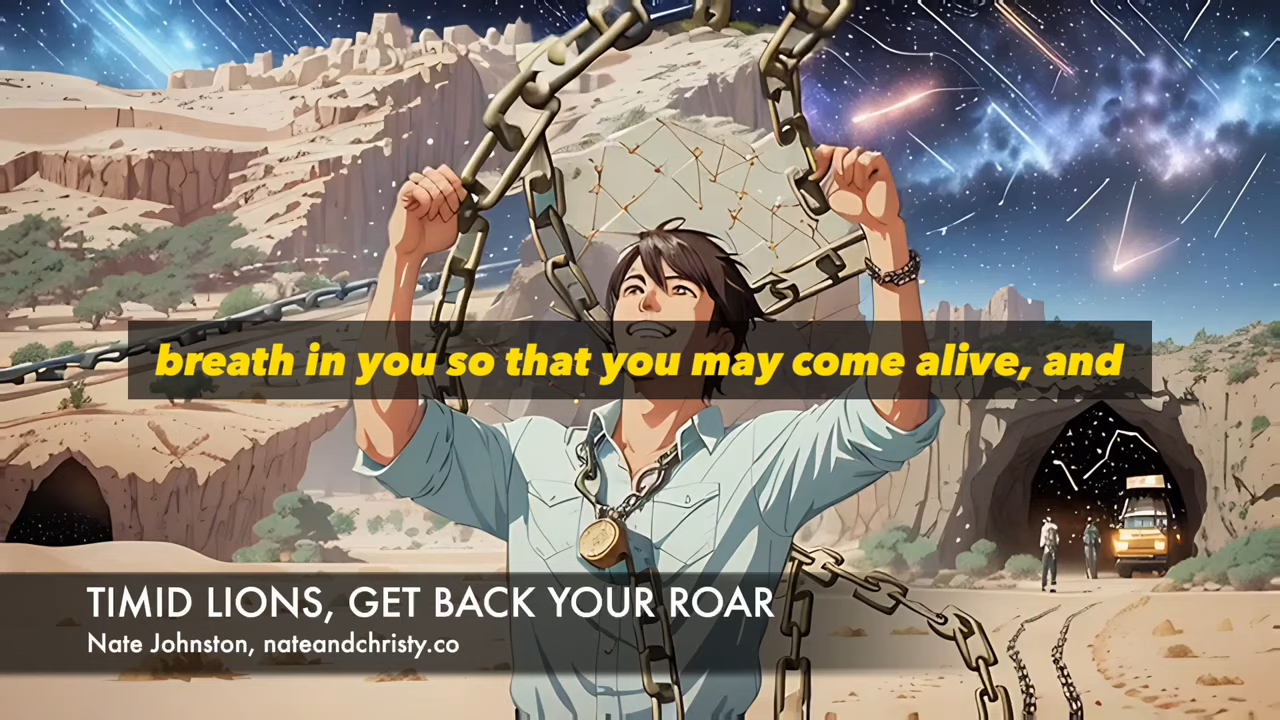 breath in you so that you may come alive, and
TIMID LIONS, GET BACK YOUR ROAR
Nate Johnston, nateandchristy.co